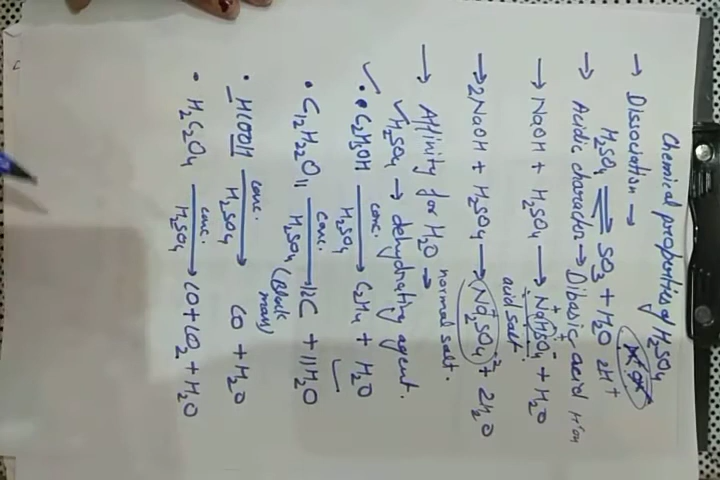 Chemical properties of H₂SO₄
→ Dissociation →
H₂SO₄ ⇌ SO₃ + H₂O
→ Acidic character → Dibasic acid 2H⁺
→ NaOH + H₂SO₄ → NaHSO₄ + H₂O
acid salt.
→ 2NaOH + H₂SO₄ → Na₂SO₄ + 2H₂O
normal salt.
→ Affinity for H₂O →
H₂SO₄ → dehydrating agent.
• C₂H₅OH conc. H₂SO₄ → C₂H₄ + H₂O
• C₁₂H₂₂O₁₁ conc. H₂SO₄ → 12C + 11H₂O
(Black mass)
• HCOOH conc. H₂SO₄ → CO + H₂O
• H₂C₂O₄ conc. H₂SO₄ → CO + CO₂ + H₂O